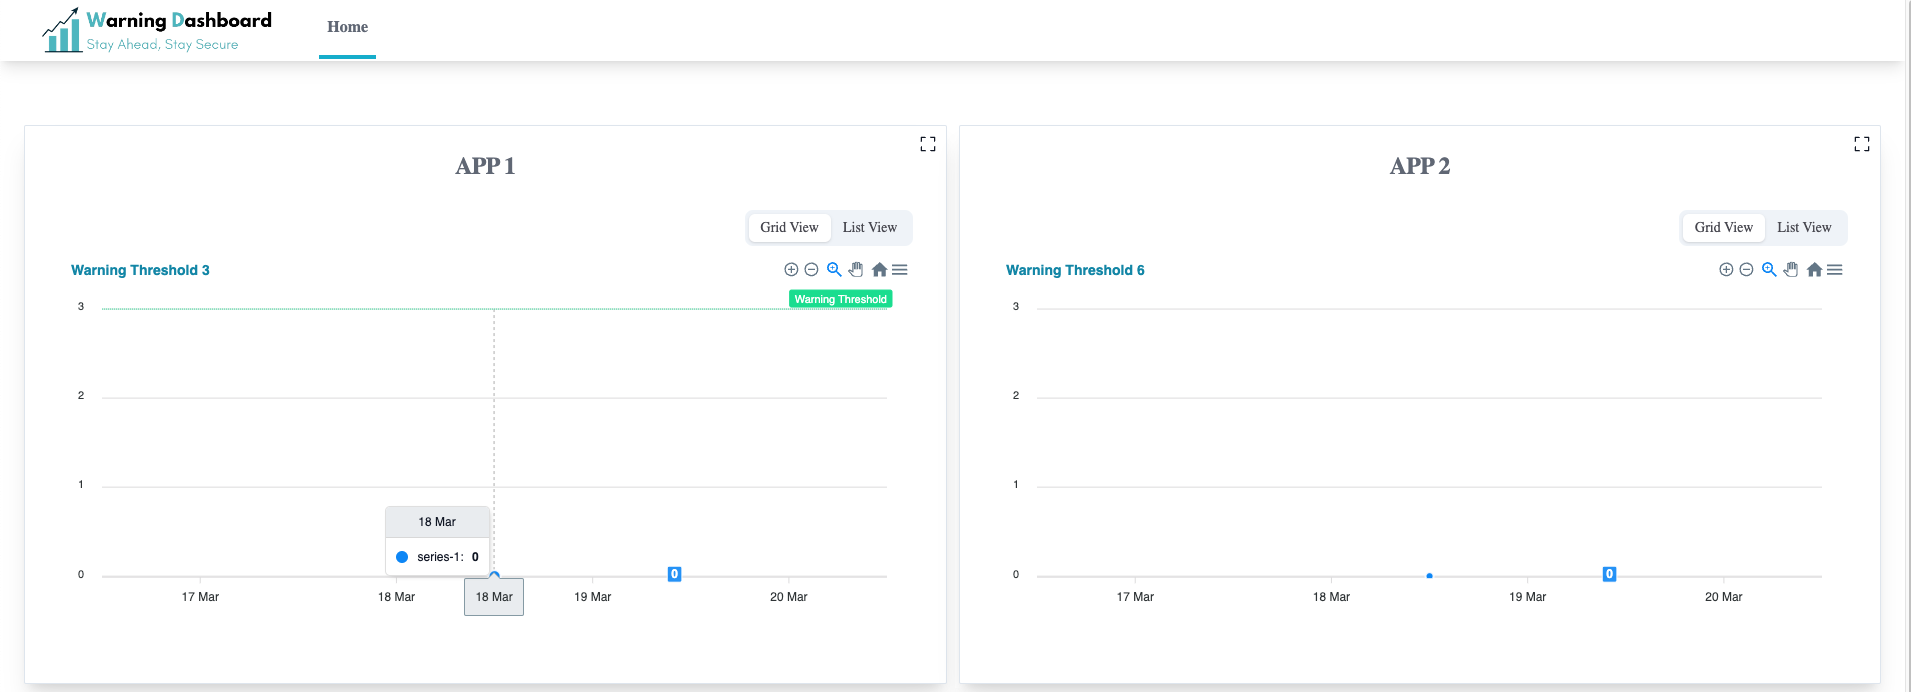 Warning Dashboard
Stay Ahead, Stay Secure
Home
APP 1
Grid View
List View
Warning Threshold 3
Warning Threshold
3
2
1
0
18 Mar
series-1: 0
0
17 Mar
18 Mar
18 Mar
19 Mar
20 Mar
APP 2
Grid View
List View
Warning Threshold 6
3
2
1
0
0
17 Mar
18 Mar
19 Mar
20 Mar